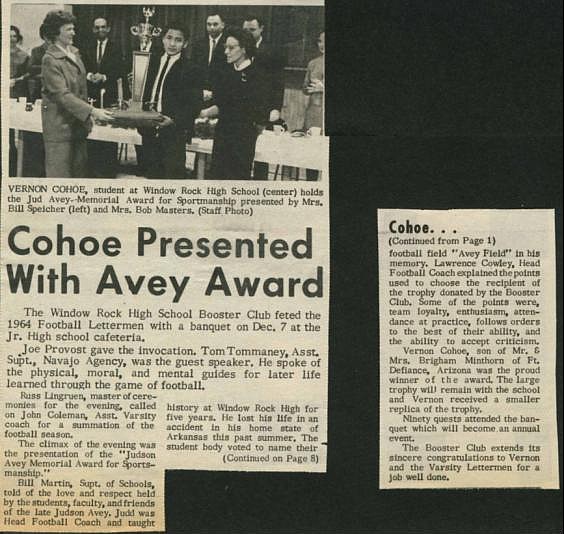 VERNON COHOE, student at Window Rock High School (center) holds
the Jud Avey-Memorial Award for Sportmanship presented by Mrs.
Bill Speicher (left) and Mrs. Bob Masters. (Staff Photo)
Cohoe Presented
With Avey Award
The Window Rock High School Booster Club feted the
1964 Football Lettermen with a banquet on Dec. 7 at the
Jr. High school cafeteria.
Joe Provost gave the invocation. Tom Tommaney, Asst.
Supt., Navajo Agency, was the guest speaker. He spoke of
the physical, moral, and mental guides for later life
learned through the game of football.
Russ Lingruen, master of cere-
monies for the evening, called
on John Coleman, Asst. Varsity
coach for a summation of the
football season.
The climax of the evening was
the presentation of the "Judson
Avey Memorial Award for Sports-
manship."
Bill Martin, Supt. of Schools,
told of the love and respect held
by the students, faculty, and friends
of the late Judson Avey. Judd was
Head Football Coach and taught
history at Window Rock High for
five years. He lost his life in an
accident in his home state of
Arkansas this past summer. The
student body voted to name their
(Continued on Page 8)
Cohoe. . .
(Continued from Page 1)
football field "Avey Field" in his
memory. Lawrence Cowley, Head
Football Coach explained the points
used to choose the recipient of
the trophy donated by the Booster
Club. Some of the points were,
team loyalty, enthusiasm, atten-
dance at practice, follows orders
to the best of their ability, and
the ability to accept criticism.
Vernon Cohoe, son of Mr. &
Mrs. Brigham Minthorn of Ft.
Defiance, Arizona was the proud
winner of the award. The large
trophy will remain with the school
and Vernon received a smaller
replica of the trophy.
Ninety quests attended the ban-
quet which will become an annual
event.
The Booster Club extends its
sincere congratulations to Vernon
and the Varsity Lettermen for a
job well done.